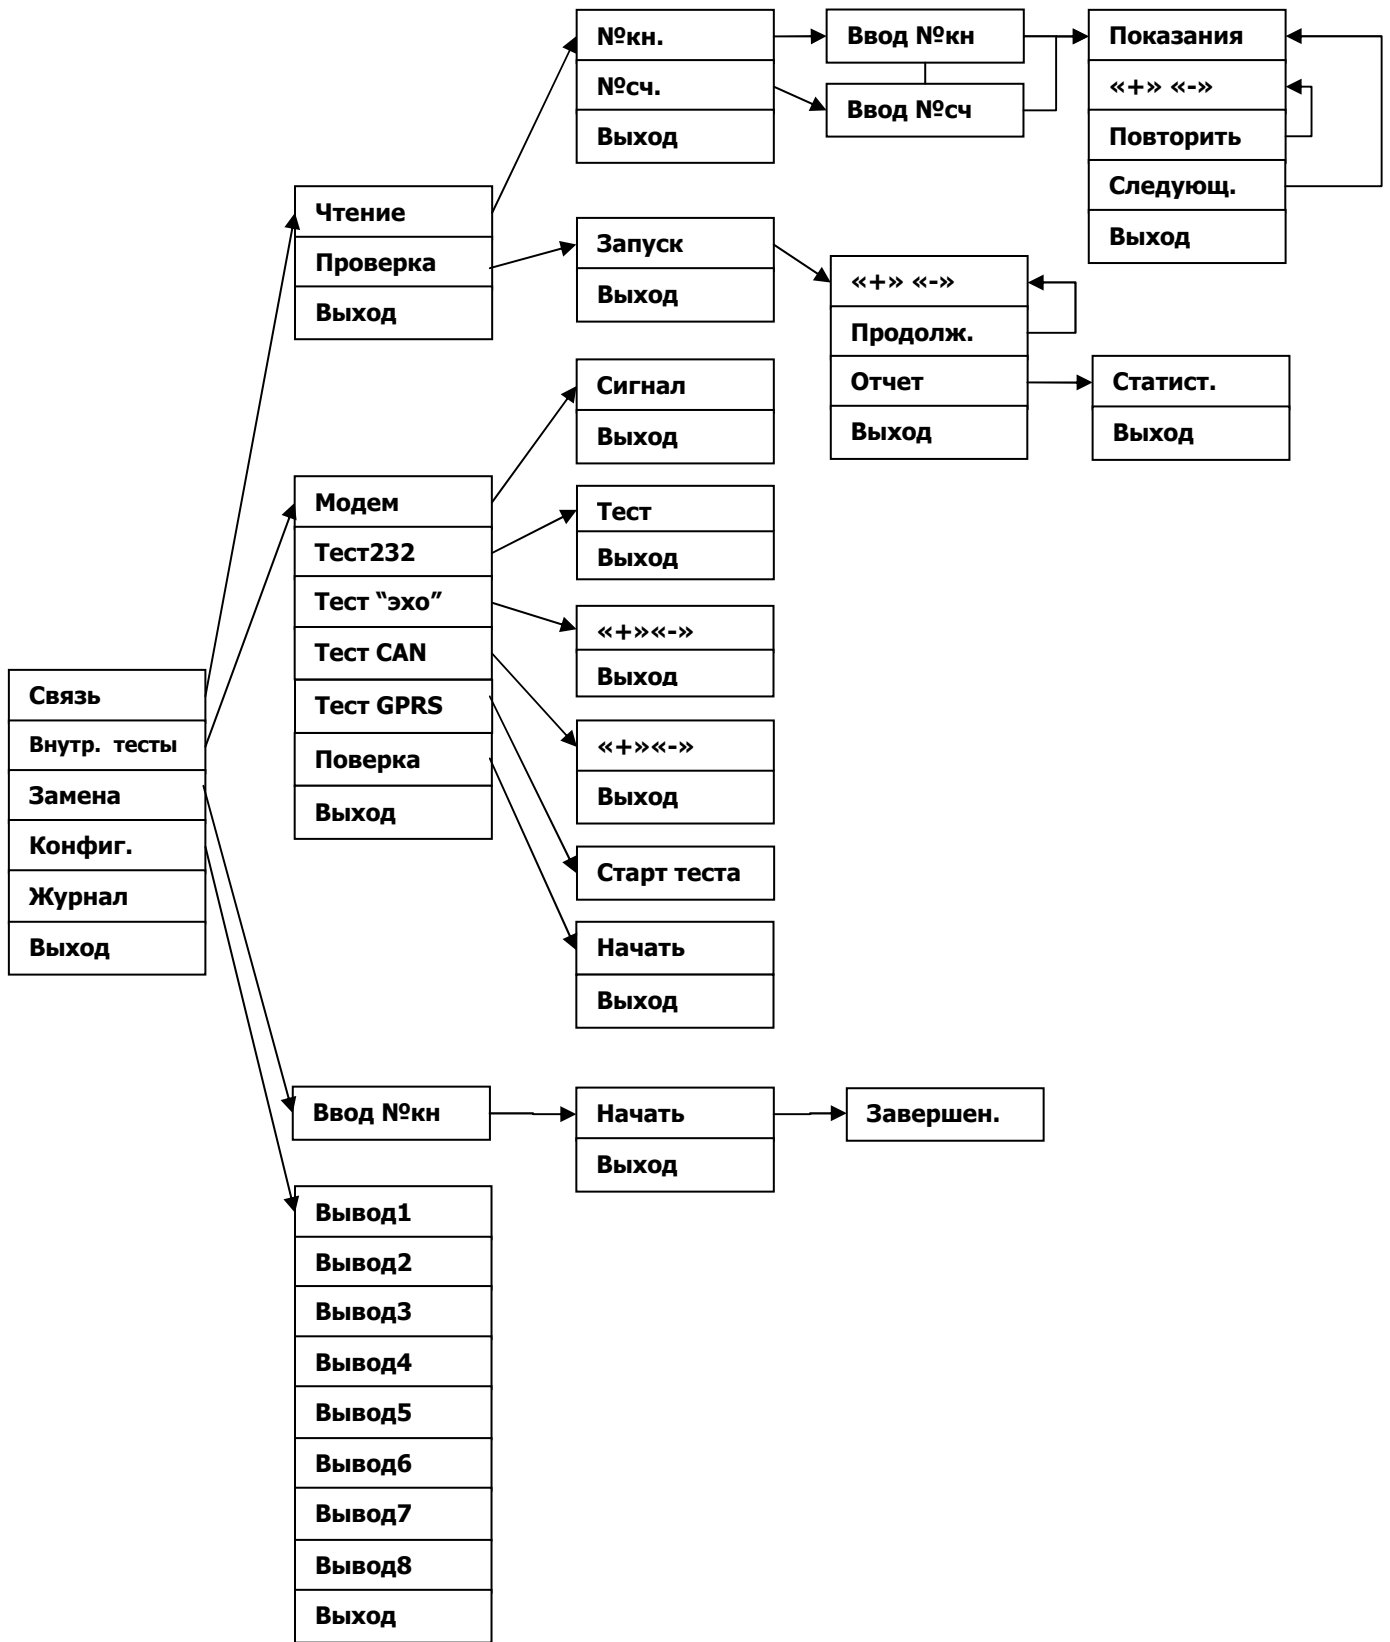 №кн.
№сч.
Выход
Ввод №кн
Ввод №сч
Показания
«+» «-»
Повторить
Следующ.
Выход
Чтение
Проверка
Выход
Запуск
Выход
«+» «-»
Продолж.
Отчет
Выход
Статист.
Выход
Сигнал
Выход
Модем
Тест232
Тест “эхо”
Тест CAN
Тест GPRS
Поверка
Выход
Тест
Выход
«+»«-»
Выход
«+»«-»
Выход
Старт теста
Начать
Выход
Связь
Внутр. тесты
Замена
Конфиг.
Журнал
Выход
Ввод №кн
Начать
Выход
Завершен.
Вывод1
Вывод2
Вывод3
Вывод4
Вывод5
Вывод6
Вывод7
Вывод8
Выход